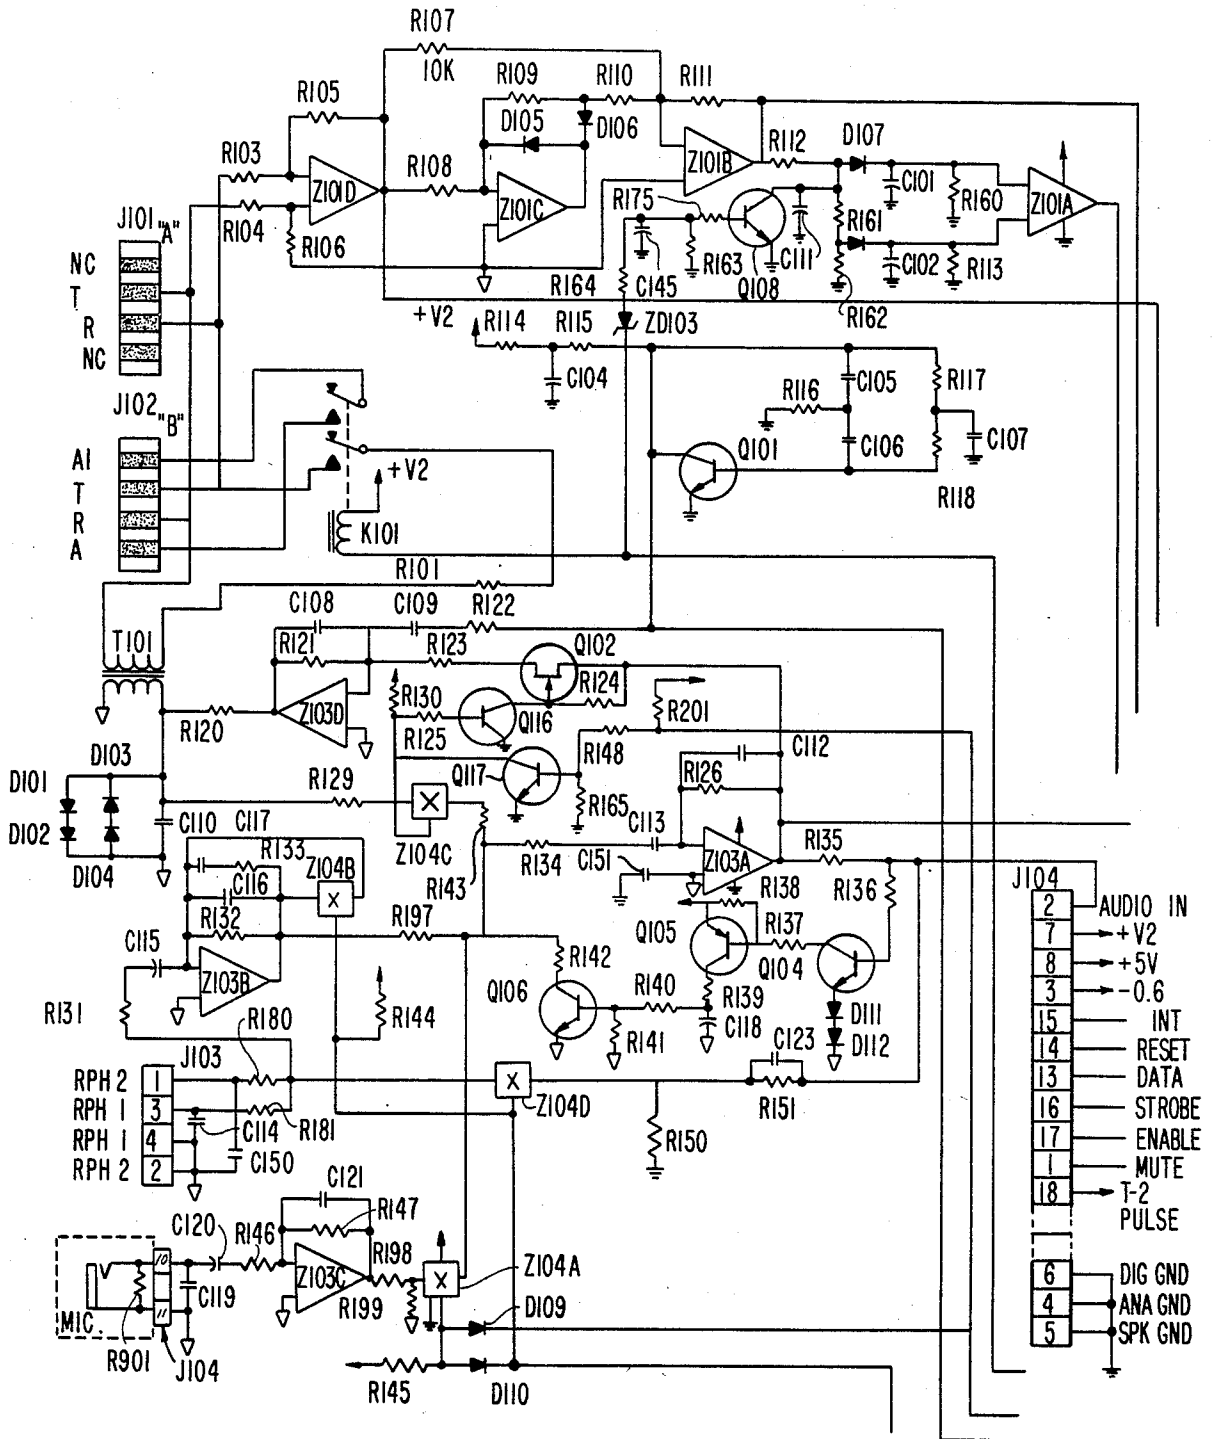 R107
10K
R109
R110
R111
R105
D105
D106
R112
D107
R103
Z101D
R108
Z101C
Z101B
C101
R160
Z101A
J101 "A"
R104
R106
R175
R161
C111
C102
R113
NC
T
R
NC
R163
R164
C145
Q108
R162
+V2
R114
R115
ZD103
C104
J102 "B"
R116
C105
R117
C106
C107
Q101
R118
A1
T
R
A
+V2
K101
R101
C108
C109
R122
T101
R121
R123
Q102
R124
R130
Z103D
Q116
R201
R120
R125
R148
C112
D103
D101
R129
Q117
R126
D102
C110
R165
C113
C117
R133
Z104C
Z103A
R135
D104
Z104B
R143
R134
C151
R138
R136
J104
C116
R132
R197
Q105
R137
Q104
2 AUDIO IN
7 +V2
8 +5V
3 -0.6
15 INT
14 RESET
13 DATA
16 STROBE
17 ENABLE
1 MUTE
18 T-2
PULSE
6 DIG GND
4 ANA GND
5 SPK GND
C115
Z103B
R142
R131
Q106
R140
R139
R180
R144
R141
C118
C123
D111
D112
J103
RPH 2 1
RPH 1 3
RPH 1 4
RPH 2 2
X
X
X
X
Z104D
R151
C114
R181
C150
R150
C121
C120
R146
R147
Z103C
R198
Z104A
10
C119
R199
D109
MIC.
11
R901
J104
R145
D110